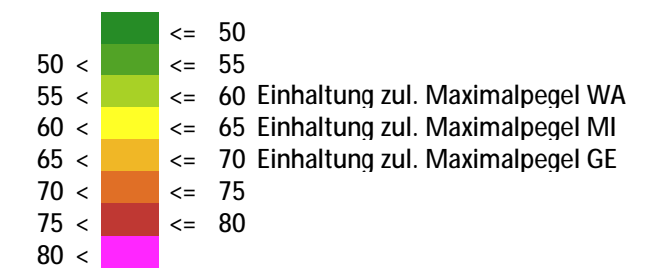 <= 50
50 < <= 55
55 < <= 60 Einhaltung zul. Maximalpegel WA
60 < <= 65 Einhaltung zul. Maximalpegel MI
65 < <= 70 Einhaltung zul. Maximalpegel GE
70 < <= 75
75 < <= 80
80 <